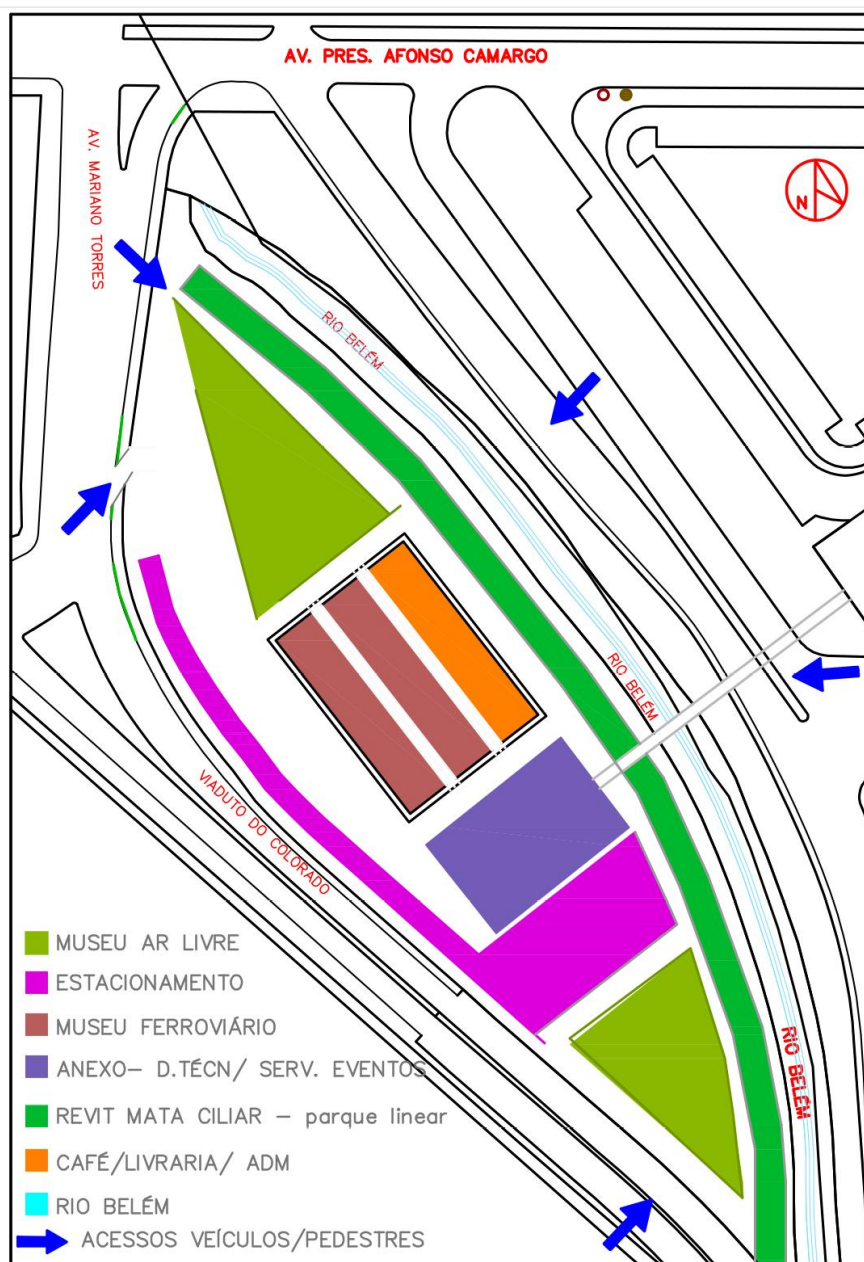 AV. PRES. AFONSO CAMARGO
AV. MARIANO TORRES
N
RIO BELÉM
RIO BELÉM
VIADUTO DO COLORADO
RIO BELÉM
MUSEU AR LIVRE
ESTACIONAMENTO
MUSEU FERROVIÁRIO
ANEXO– D.TÉCN/ SERV. EVENTOS
REVIT MATA CILIAR – parque linear
CAFÉ/LIVRARIA/ ADM
RIO BELÉM
ACESSOS VEÍCULOS/PEDESTRES